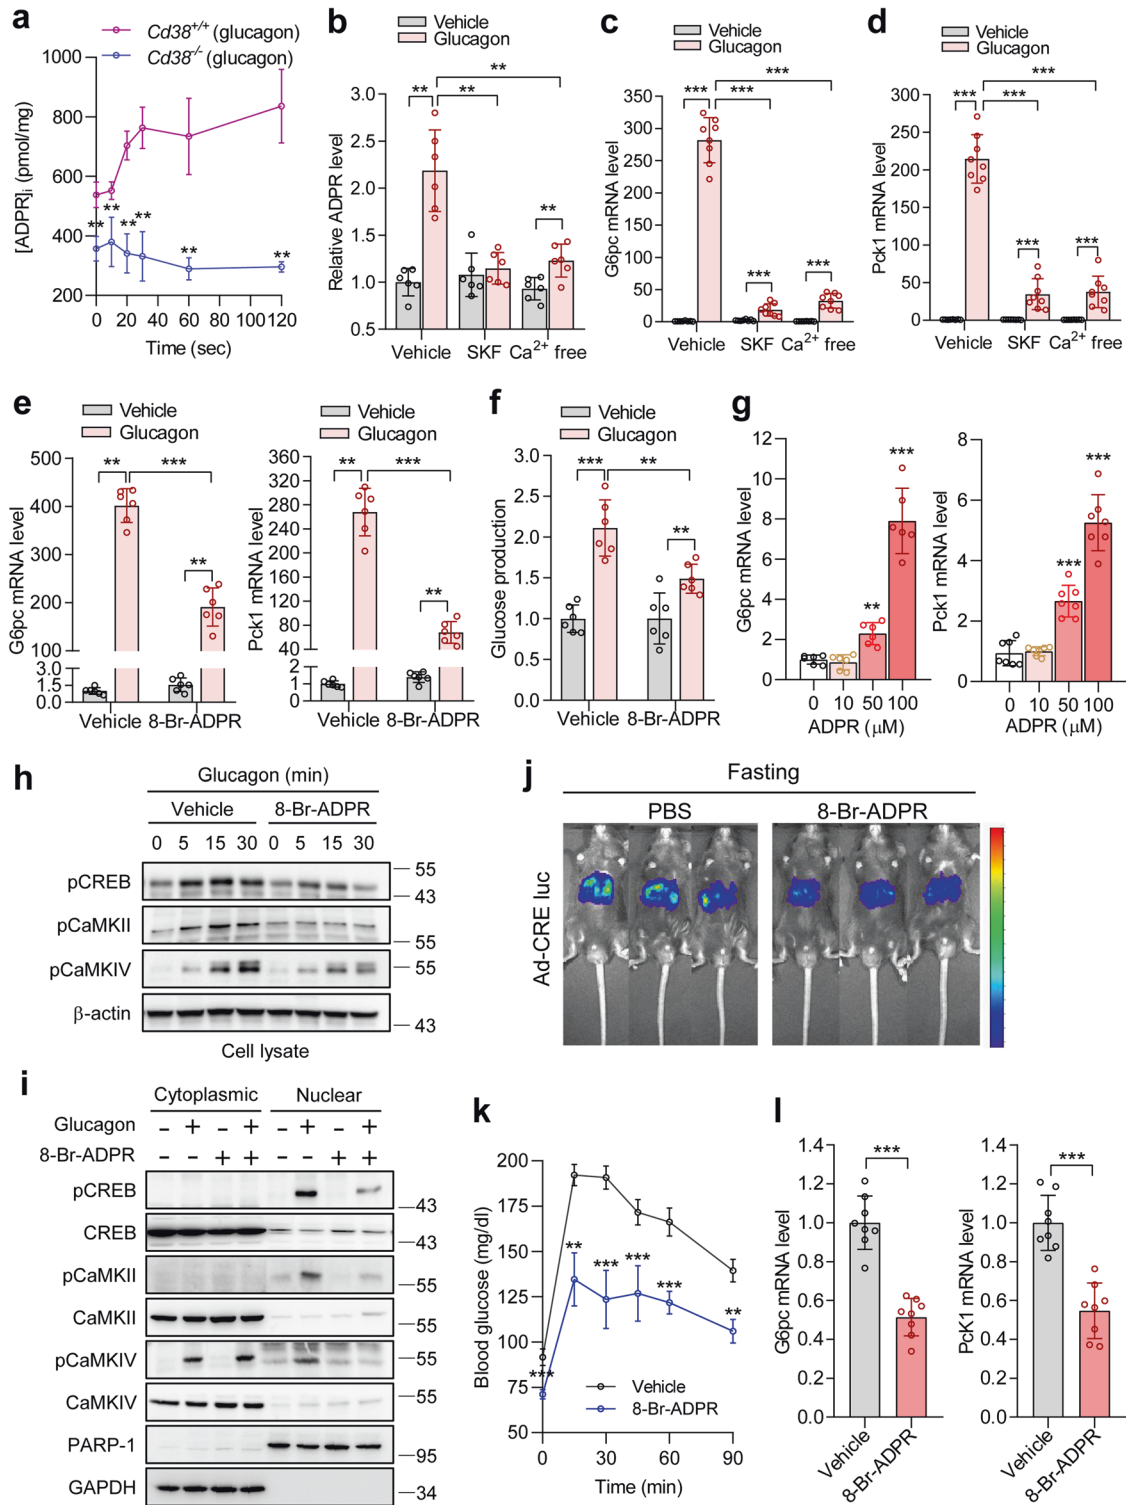 a
Cd38+/+ (glucagon)
Cd38-/- (glucagon)
[ADPR]i (pmol/mg)
1000
800
600
400
200
** ** ** ** ** **
0 20 40 60 80 100 120
Time (sec)
b
Vehicle
Glucagon
** ** ** **
Relative ADPR level
3.0
2.5
2.0
1.5
1.0
0.5
Vehicle SKF Ca2+ free
c
Vehicle
Glucagon
*** *** *** *** ***
G6pc mRNA level
350
300
250
200
150
100
50
0
Vehicle SKF Ca2+ free
d
Vehicle
Glucagon
*** *** *** *** ***
Pck1 mRNA level
300
250
200
150
100
50
0
Vehicle SKF Ca2+ free
e
Vehicle
Glucagon
** *** **
G6pc mRNA level
500
400
300
200
100
3.0
1.5
0.0
Vehicle 8-Br-ADPR
Vehicle
Glucagon
** *** **
Pck1 mRNA level
360
320
280
240
200
160
120
80
40
2
1
0
Vehicle 8-Br-ADPR
f
Vehicle
Glucagon
*** ** **
Glucose production
3.0
2.5
2.0
1.5
1.0
0.5
0.0
Vehicle 8-Br-ADPR
g
G6pc mRNA level
12
10
8
6
4
2
0
** ***
0 10 50 100
ADPR (μM)
Pck1 mRNA level
8
6
4
2
0
*** ***
0 10 50 100
ADPR (μM)
h
Glucagon (min)
Vehicle 8-Br-ADPR
0 5 15 30 0 5 15 30
pCREB
55
43
pCaMKII
55
pCaMKIV
55
β-actin
43
Cell lysate
i
Cytoplasmic Nuclear
Glucagon − + − + − + − +
8-Br-ADPR − − + + − − + +
pCREB
43
CREB
43
pCaMKII
55
CaMKII
55
pCaMKIV
55
CaMKIV
55
PARP-1
95
GAPDH
34
j
Fasting
PBS 8-Br-ADPR
Ad-CRE luc
k
Blood glucose (mg/dl)
200
175
150
125
100
75
50
*** ** *** *** *** **
Vehicle
8-Br-ADPR
0 30 60 90
Time (min)
l
***
G6pc mRNA level
1.4
1.2
1.0
0.8
0.6
0.4
0.2
0.0
Vehicle
8-Br-ADPR
***
PcK1 mRNA level
1.4
1.2
1.0
0.8
0.6
0.4
0.2
0.0
Vehicle
8-Br-ADPR